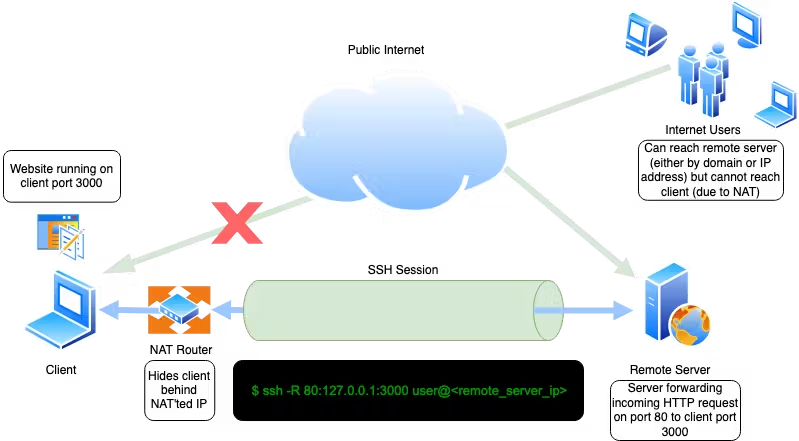 Public Internet
Internet Users
Can reach remote server
(either by domain or IP
address) but cannot reach
client (due to NAT)
Website running on
client port 3000
SSH Session
Client
NAT Router
Hides client
behind
NAT'ted IP
$ ssh -R 80:127.0.0.1:3000 user@<remote_server_ip>
Remote Server
Server forwarding
incoming HTTP request
on port 80 to client port
3000